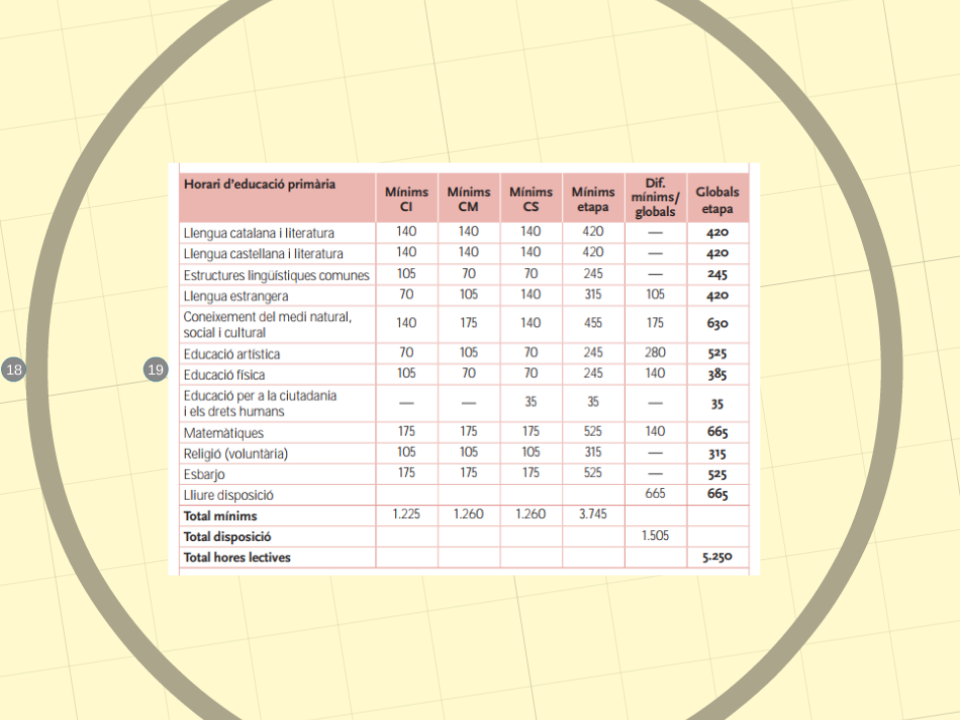 Horari d'educació primària Mínims CI Mínims CM Mínims CS Mínims etapa Dif. mínims/ globals Globals etapa
Llengua catalana i literatura 140 140 140 420 — 420
Llengua castellana i literatura 140 140 140 420 — 420
Estructures lingüístiques comunes 105 70 70 245 — 245
Llengua estrangera 70 105 140 315 105 420
Coneixement del medi natural,
social i cultural 140 175 140 455 175 630
Educació artística 70 105 70 245 280 525
Educació física 105 70 70 245 140 385
Educació per a la ciutadania
i els drets humans — — 35 35 — 35
Matemàtiques 175 175 175 525 140 665
Religió (voluntària) 105 105 105 315 — 315
Esbarjo 175 175 175 525 — 525
Lliure disposició 665 665
Total mínims 1.225 1.260 1.260 3.745
Total disposició 1.505
Total hores lectives 5.250
18
19